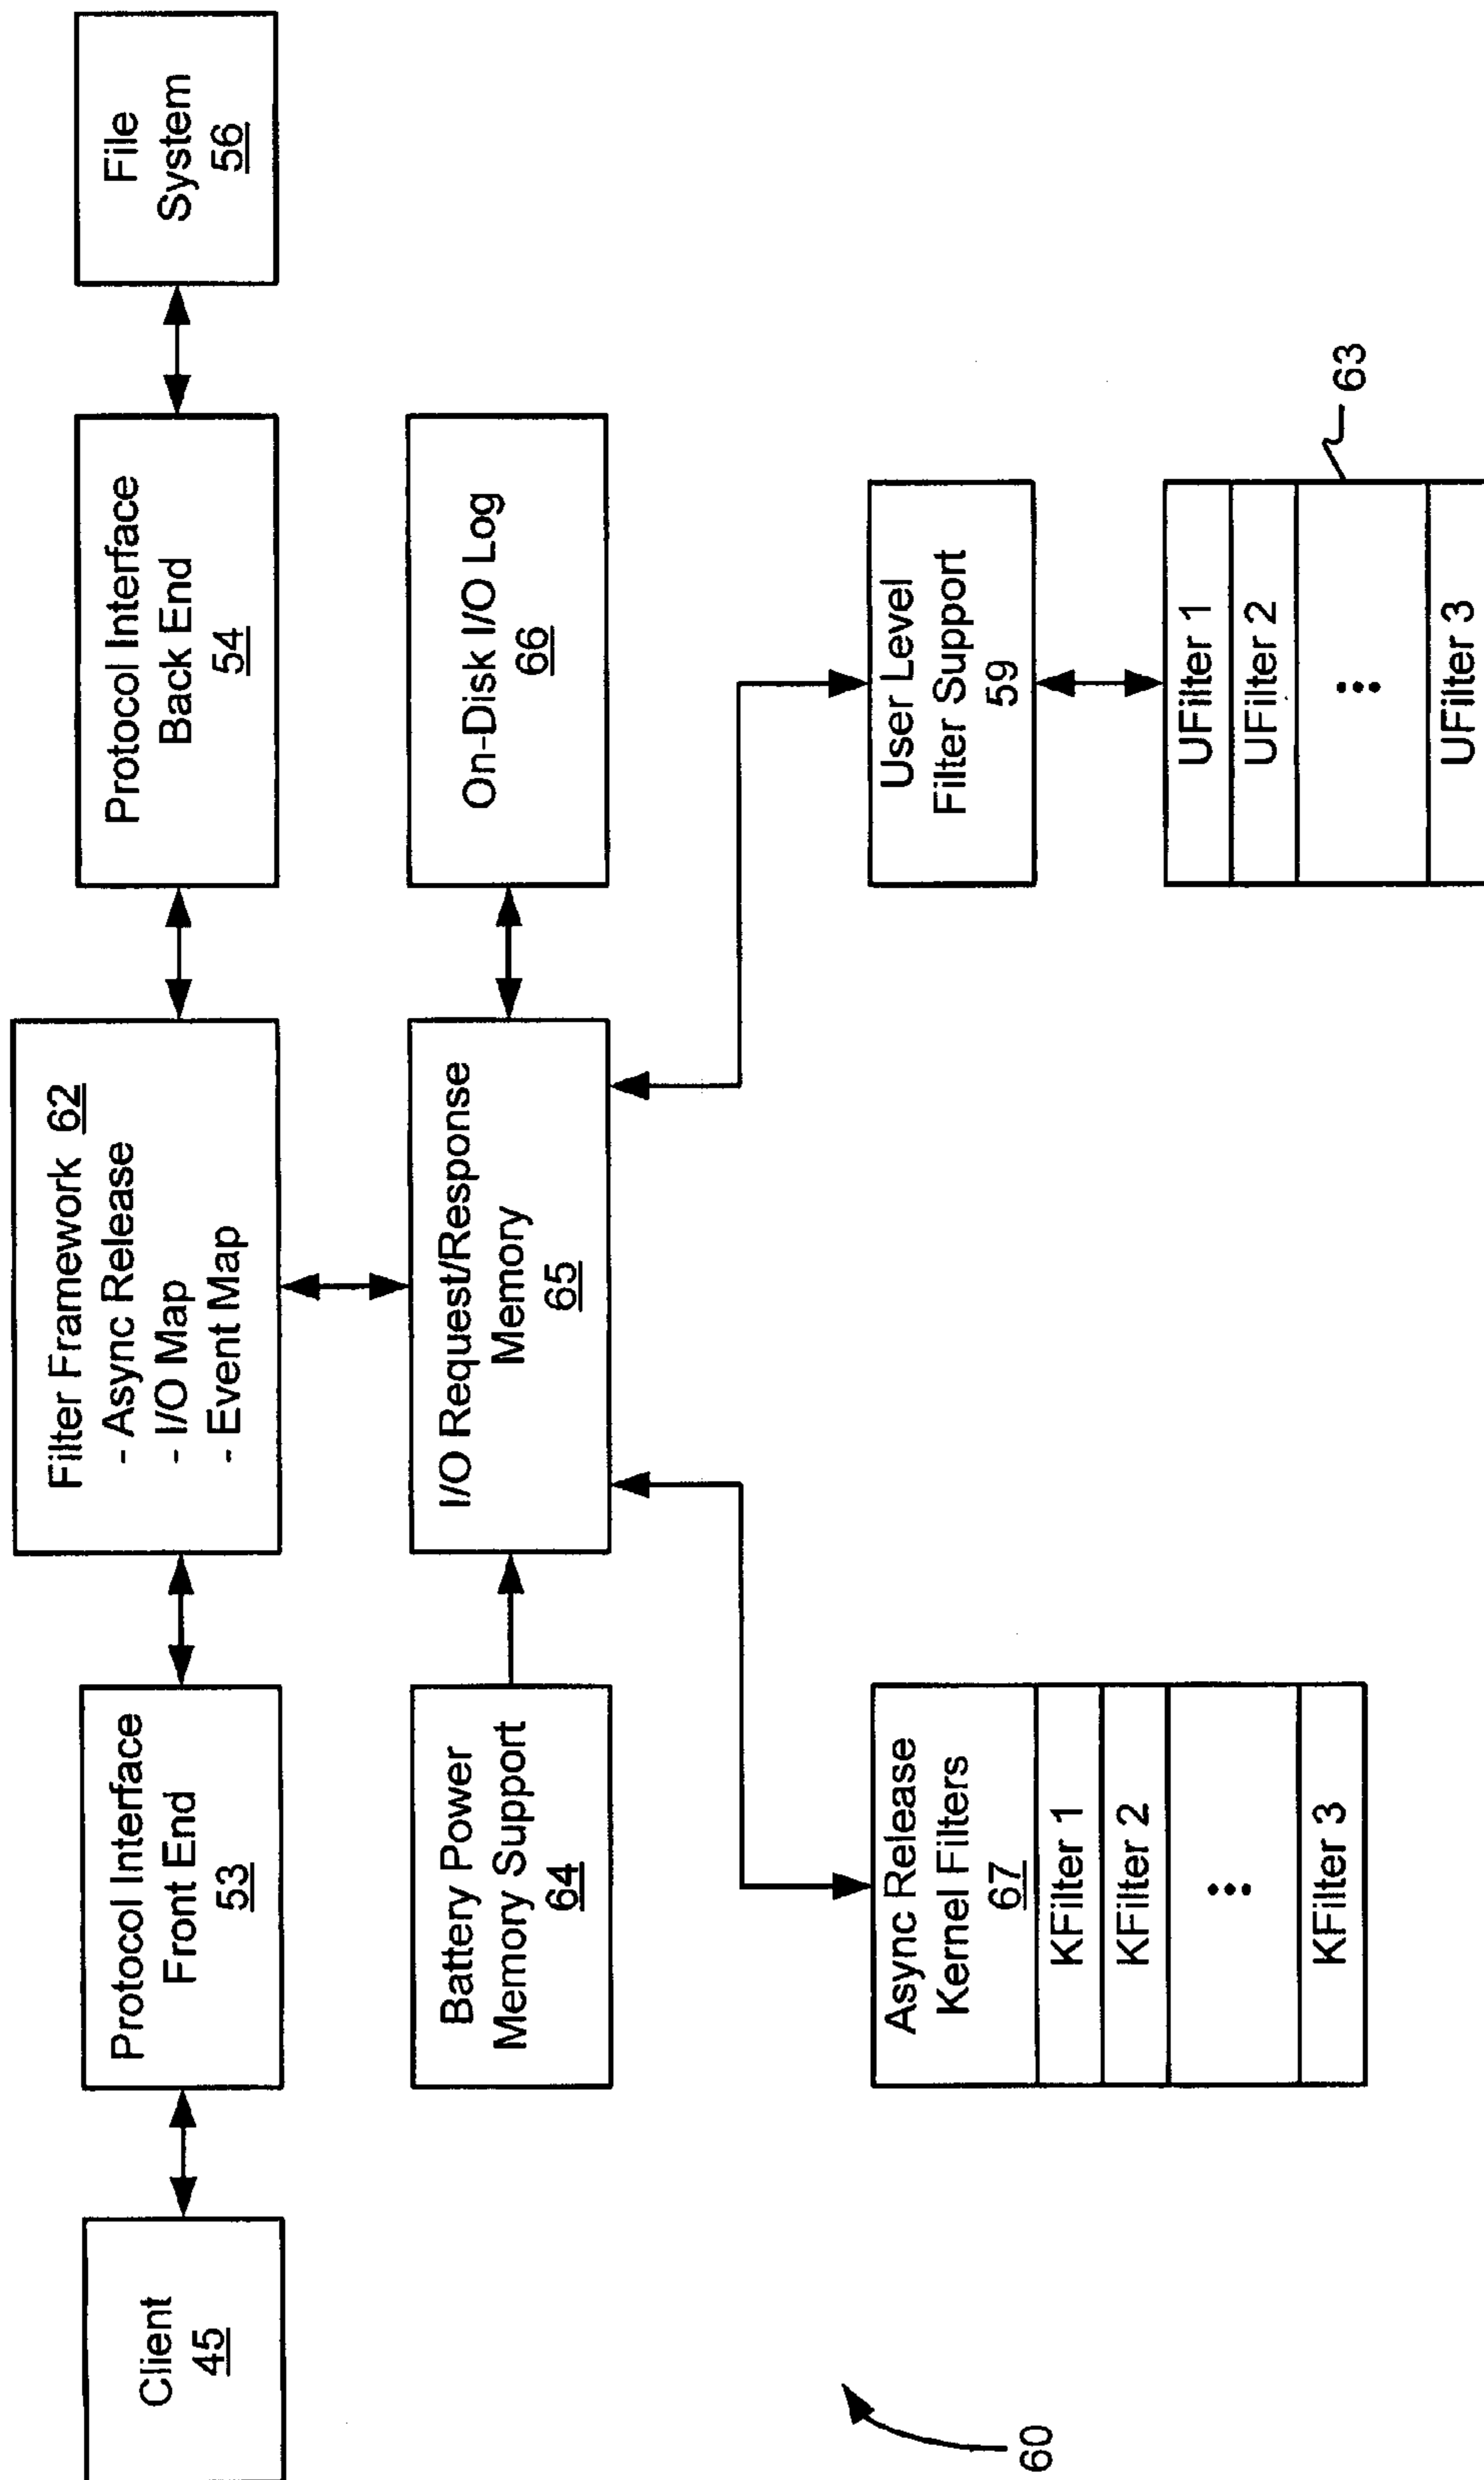 Client
45
Protocol Interface
Front End
53
Filter Framework 62
- Async Release
- I/O Map
- Event Map
Protocol Interface
Back End
54
File
System
56
Battery Power
Memory Support
64
I/O Request/Response
Memory
65
On-Disk I/O Log
66
Async Release
Kernel Filters
67
KFilter 1
KFilter 2
⋮
KFilter 3
User Level
Filter Support
59
UFilter 1
UFilter 2
⋮
UFilter 3
63
60